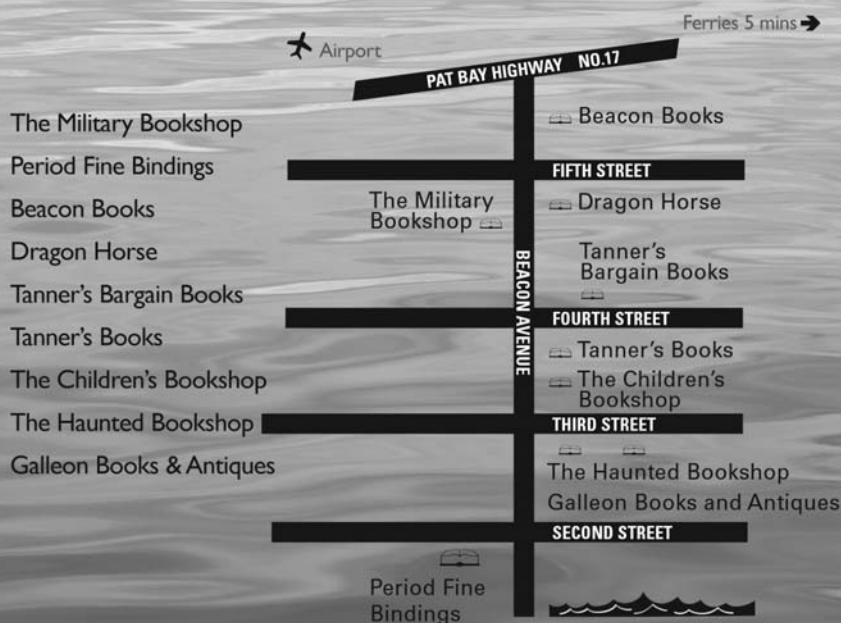 Ferries 5 mins
Airport
PAT BAY HIGHWAY NO.17
The Military Bookshop
Period Fine Bindings
Beacon Books
Dragon Horse
Tanner's Bargain Books
Tanner's Books
The Children's Bookshop
The Haunted Bookshop
Galleon Books & Antiques
Beacon Books
FIFTH STREET
The Military
Bookshop
Dragon Horse
BEACON AVENUE
Tanner's
Bargain Books
FOURTH STREET
Tanner's Books
The Children's
Bookshop
THIRD STREET
The Haunted Bookshop
Galleon Books and Antiques
SECOND STREET
Period Fine
Bindings